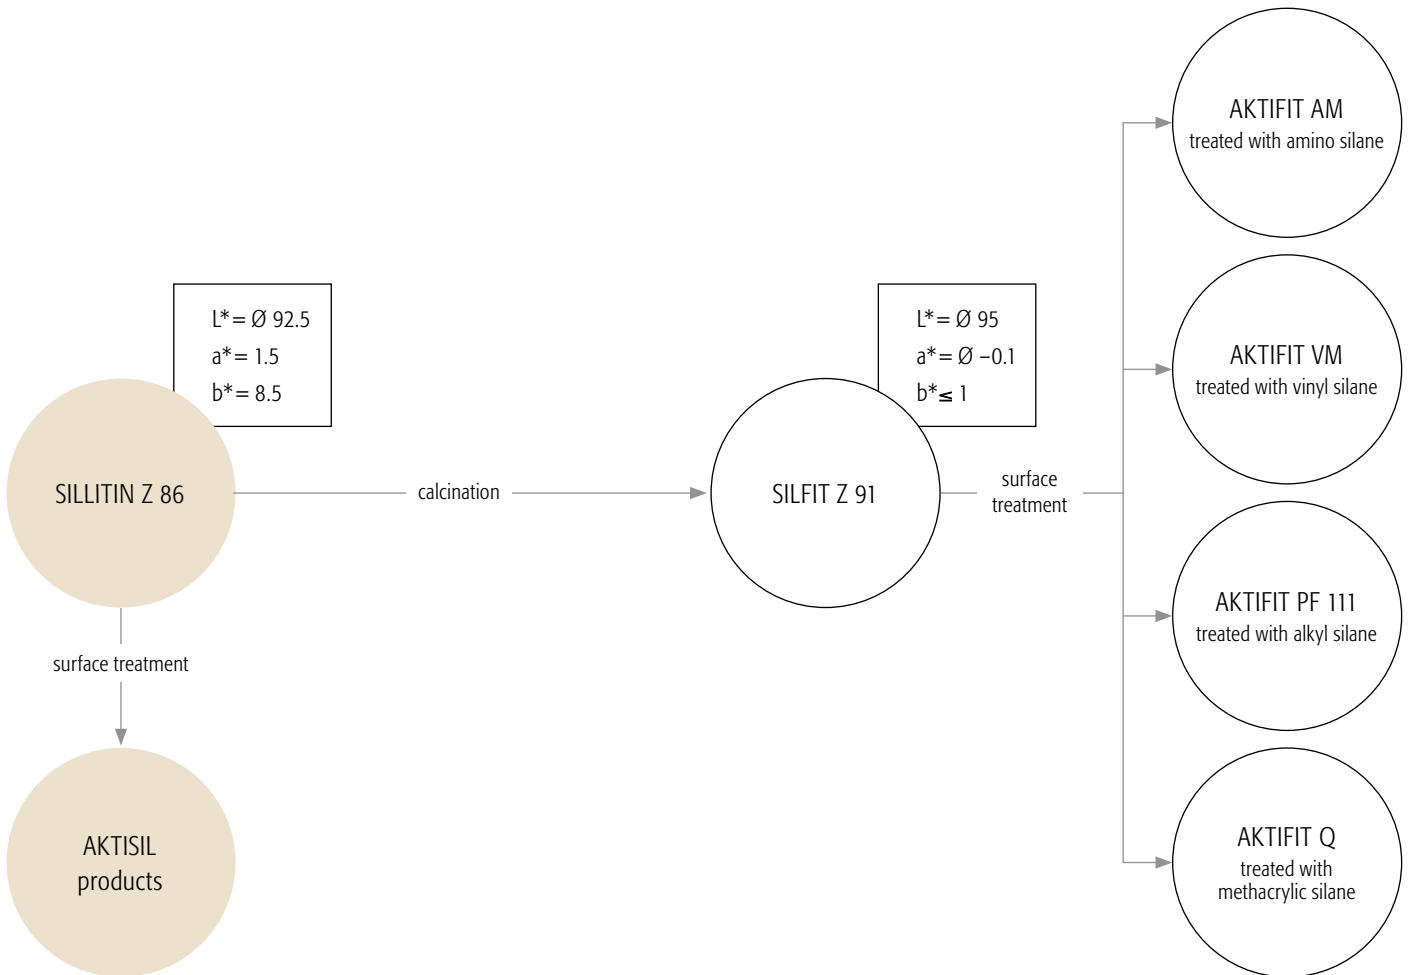 L* = Ø 92.5
a* = 1.5
b* = 8.5
SILLITIN Z 86
surface treatment
AKTISIL
products
calcination
L* = Ø 95
a* = Ø −0.1
b* ≤ 1
SILFIT Z 91
surface
treatment
AKTIFIT AM
treated with amino silane
AKTIFIT VM
treated with vinyl silane
AKTIFIT PF 111
treated with alkyl silane
AKTIFIT Q
treated with
methacrylic silane